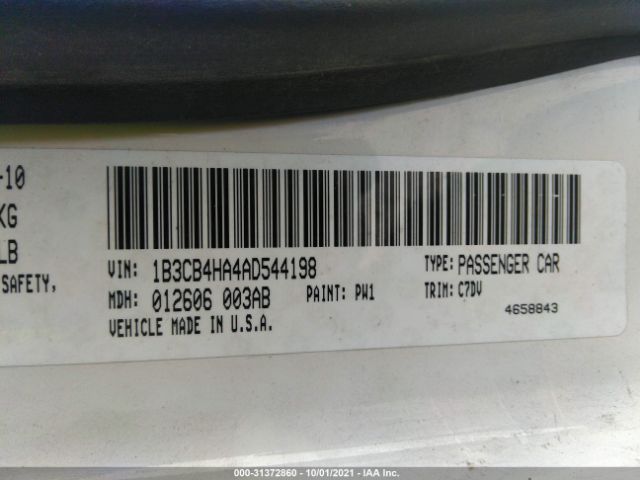 -10
KG
LB
SAFETY,
VIN: 1B3CB4HA4AD544198 TYPE: PASSENGER CAR
MDH: 012606 003AB PAINT: PW1 TRIM: C7DV
VEHICLE MADE IN U.S.A. 4658843
000-31372860 - 10/01/2021 - IAA Inc.